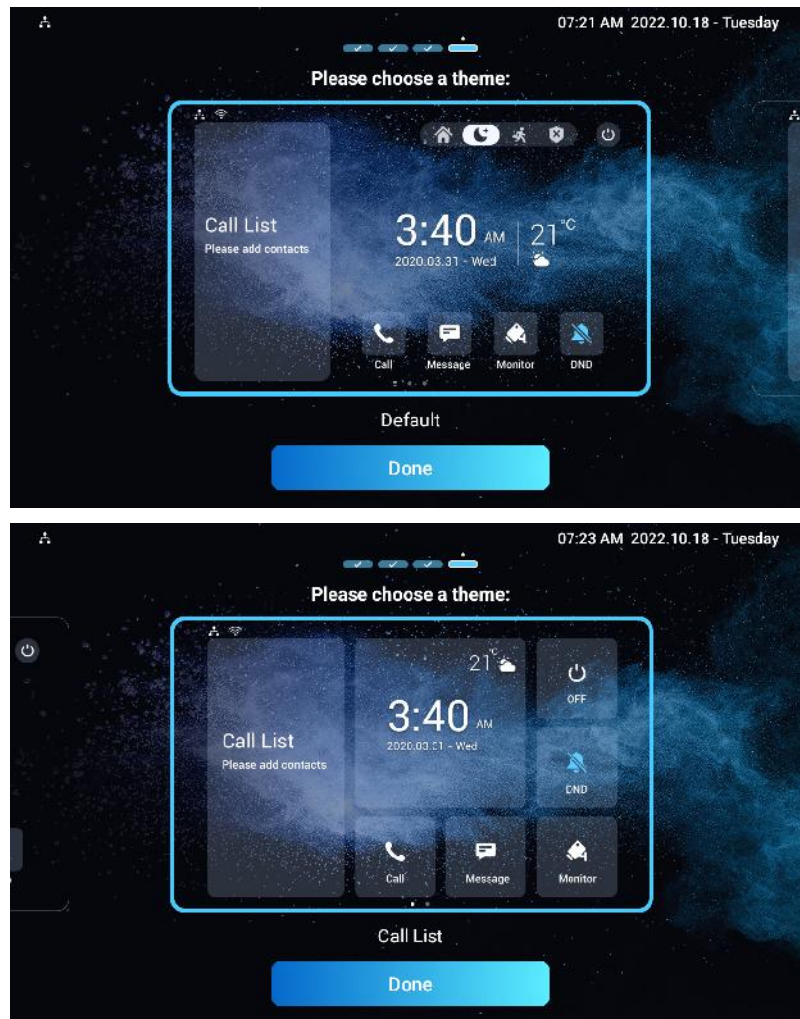 07:21 AM 2022.10.18 - Tuesday
Please choose a theme:
Call List
Please add contacts
3:40 AM
21°C
2020.03.31 - Wed
Call
Message
Monitor
DND
Default
Done
07:23 AM 2022.10.18 - Tuesday
Please choose a theme:
21°C
OFF
3:40 AM
Call List
2020.03.31 - Wed
Please add contacts
DND
Call
Message
Monitor
Call List
Done